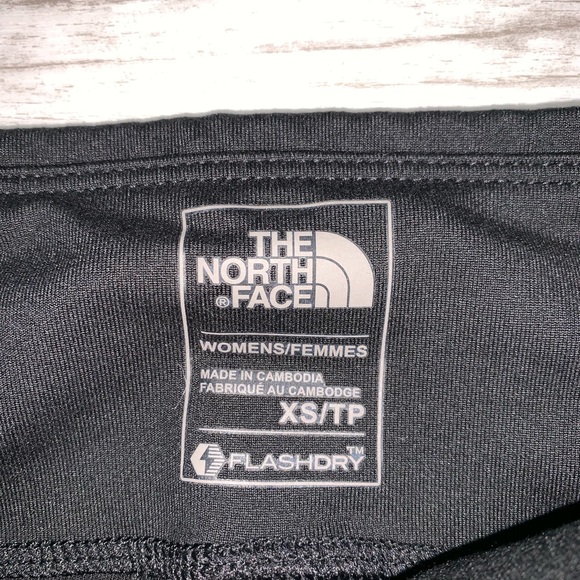 THE
NORTH
®FACE
WOMENS/FEMMES
MADE IN CAMBODIA
FABRIQUÉ AU CAMBODGE
XS/TP
FLASHDRY™